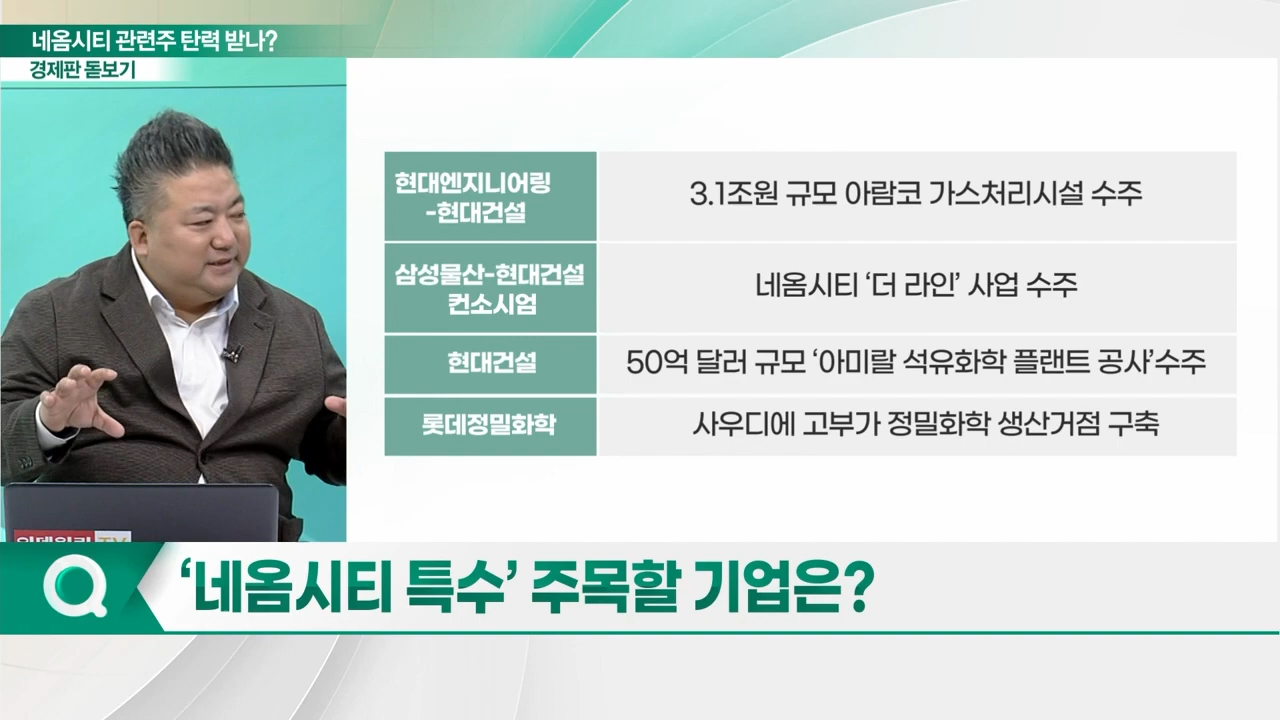 네옴시티 관련주 탄력 받나?
경제판 돋보기
현대엔지니어링
-현대건설
3.1조원 규모 아람코 가스처리시설 수주
삼성물산-현대건설
컨소시엄
네옴시티 ‘더 라인’ 사업 수주
현대건설
50억 달러 규모 ‘아미랄 석유화학 플랜트 공사’수주
롯데정밀화학
사우디에 고부가 정밀화학 생산거점 구축
‘네옴시티 특수’ 주목할 기업은?